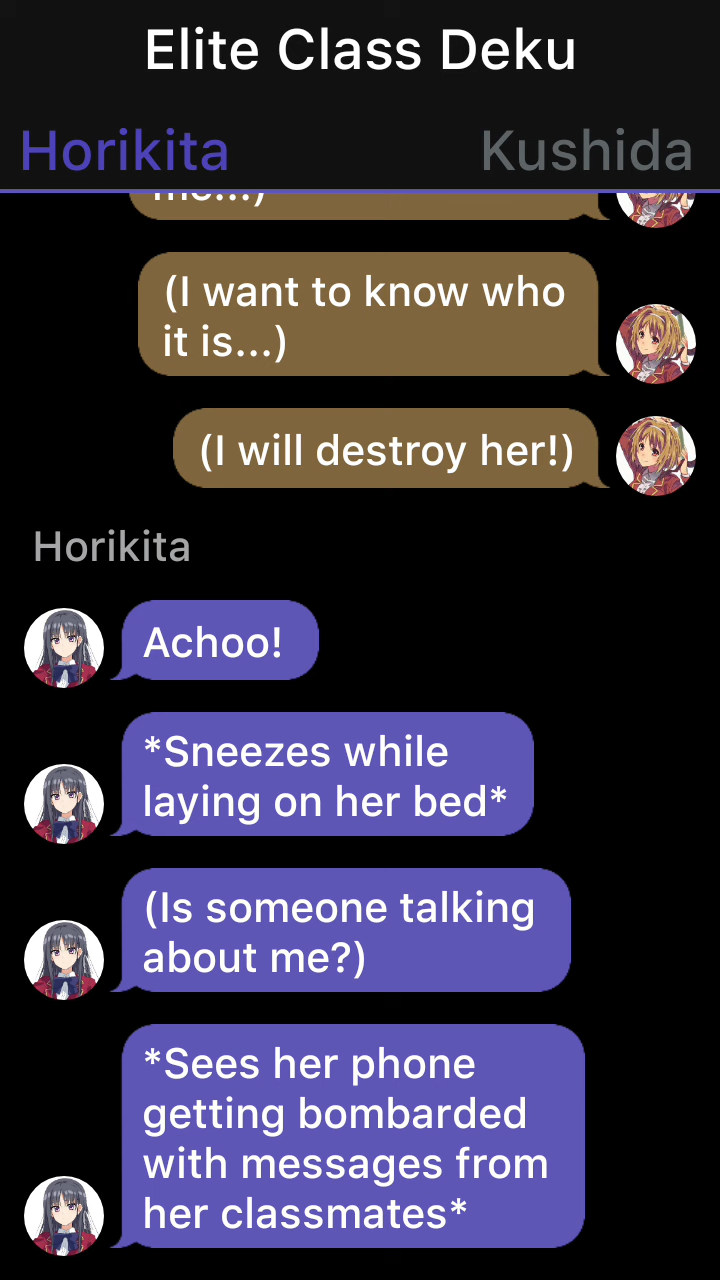 Elite Class Deku
Horikita
Kushida
me...)
(I want to know who
it is...)
(I will destroy her!)
Horikita
Achoo!
*Sneezes while
laying on her bed*
(Is someone talking
about me?)
*Sees her phone
getting bombarded
with messages from
her classmates*